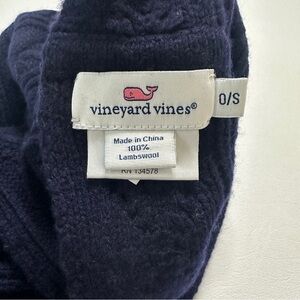 vineyard vines®
O/S
Made in China
100%
Lambswool
RN 134578